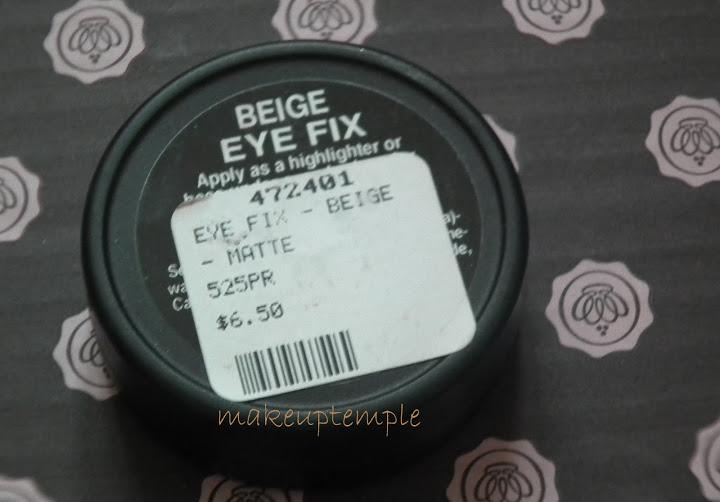 BEIGE
EYE FIX
Apply as a highlighter or
472401
EYE FIX - BEIGE
- MATTE
525PR
$6.50
makeuptemple